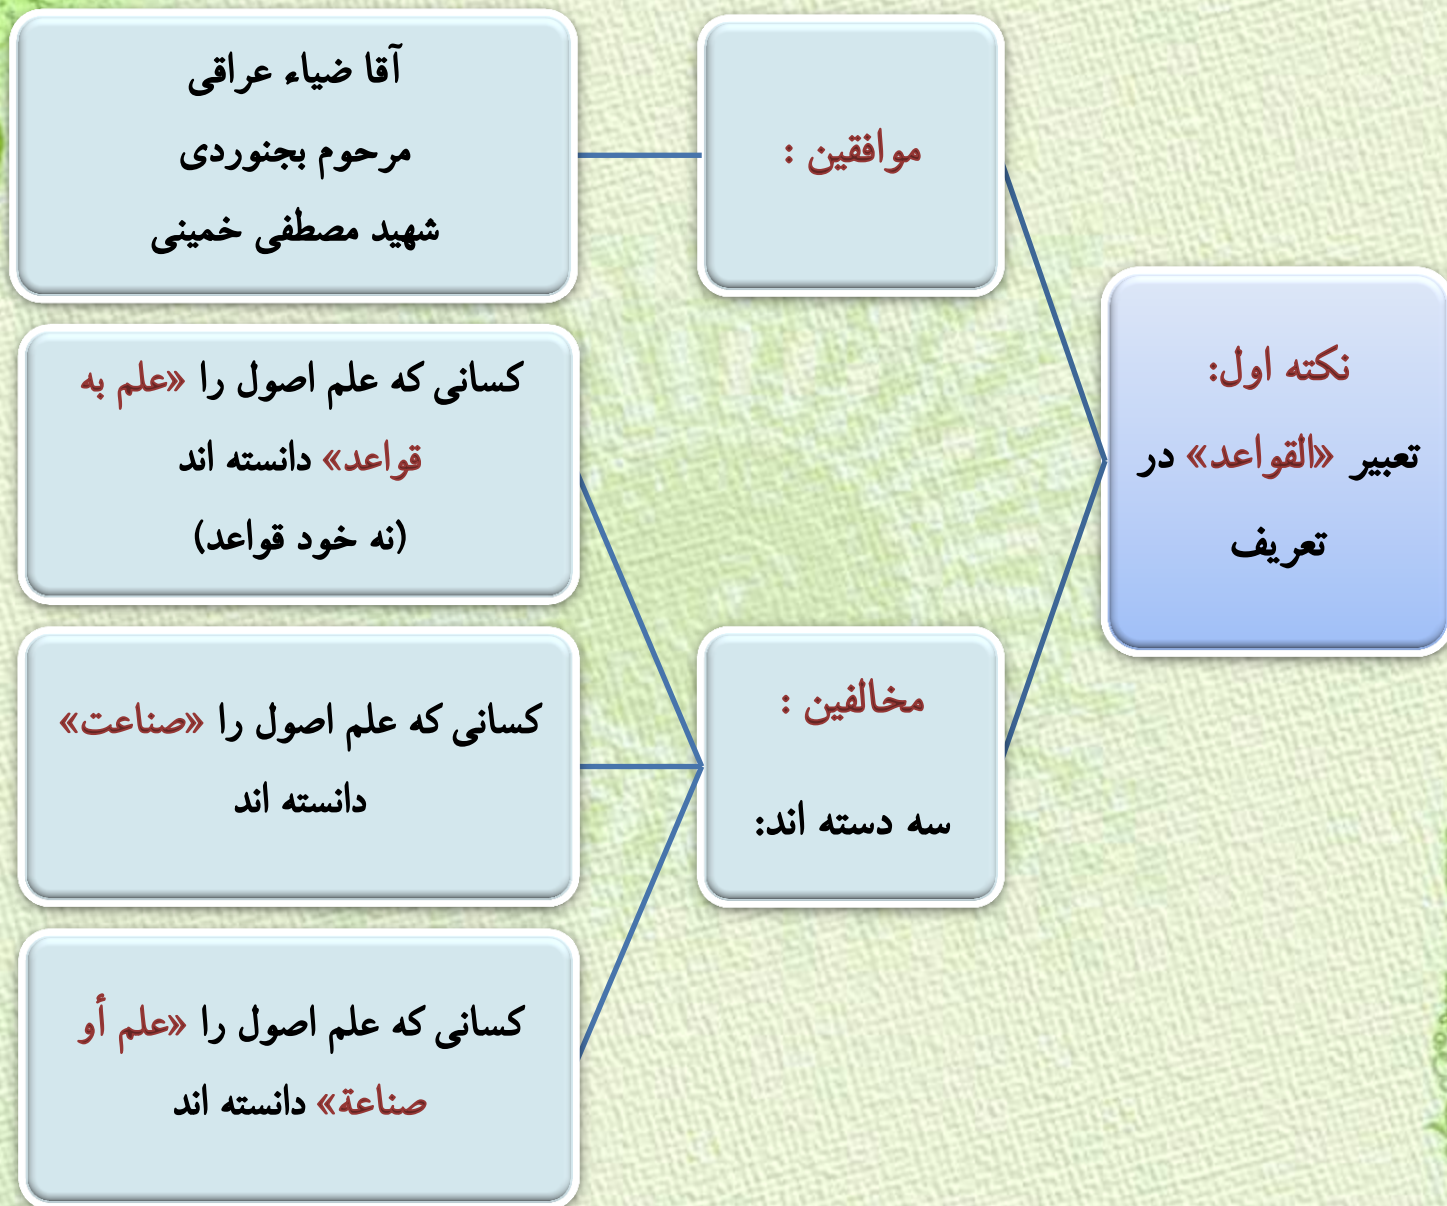 نکته اول:
تعبیر «القواعد» در
تعریف
موافقین :
آقا ضیاء عراقی
مرحوم بجنوردی
شهید مصطفی خمینی
مخالفین :
سه دسته اند:
کسانی که علم اصول را «علم به
قواعد» دانسته اند
(نه خود قواعد)
کسانی که علم اصول را «صناعت»
دانسته اند
کسانی که علم اصول را «علم أو
صناعة» دانسته اند